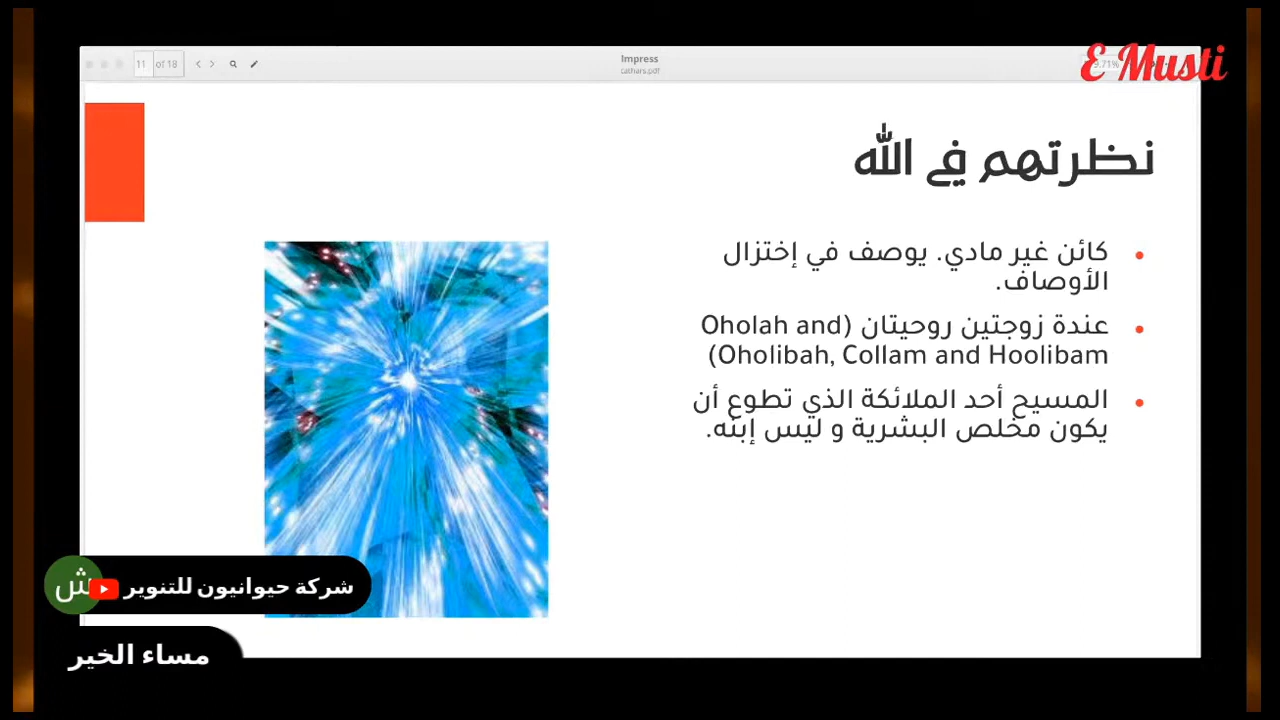 11 of 18
Impress
cathars.pdf
9.71%
E Musti
نظرتهم في الله
كائن غير مادي. يوصف في إختزال
الأوصاف.
عندة زوجتين روحيتان (Oholah and
Oholibah, Collam and Hoolibam)
المسيح أحد الملائكة الذي تطوع أن
يكون مخلص البشرية و ليس إبنه.
ش
شركة حيوانيون للتنوير
مساء الخير